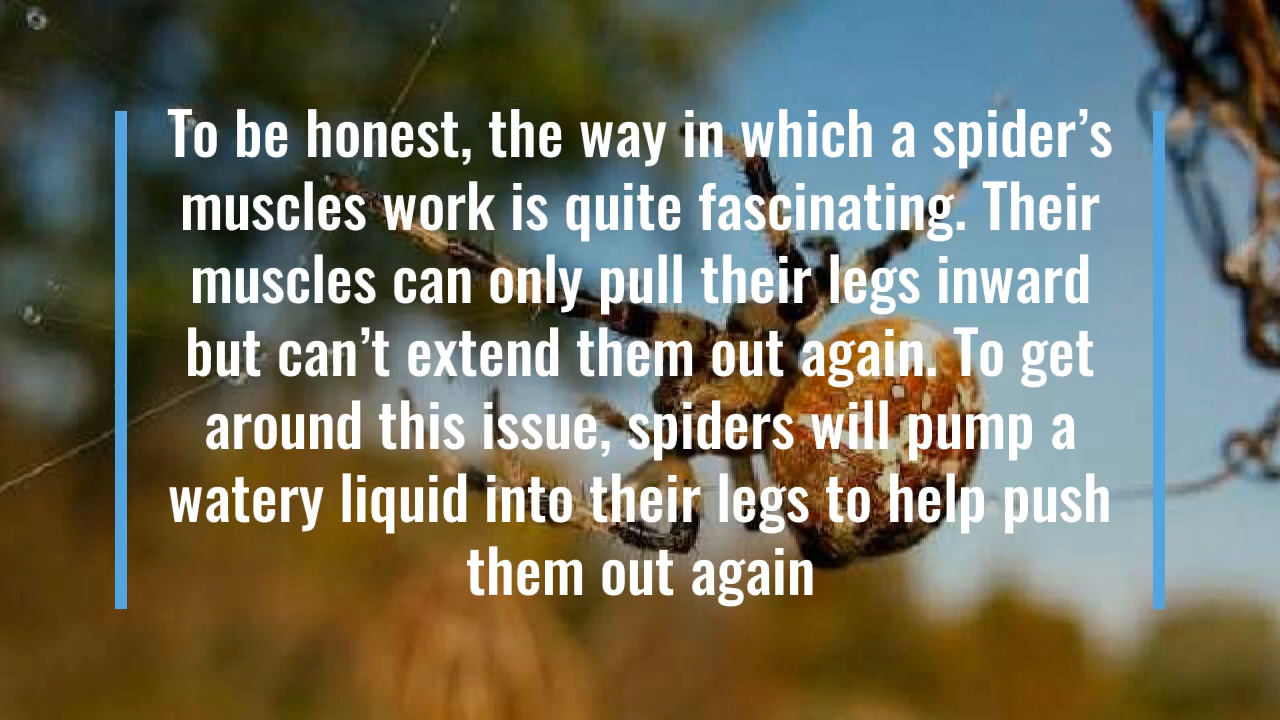 To be honest, the way in which a spider’s
muscles work is quite fascinating. Their
muscles can only pull their legs inward
but can’t extend them out again. To get
around this issue, spiders will pump a
watery liquid into their legs to help push
them out again